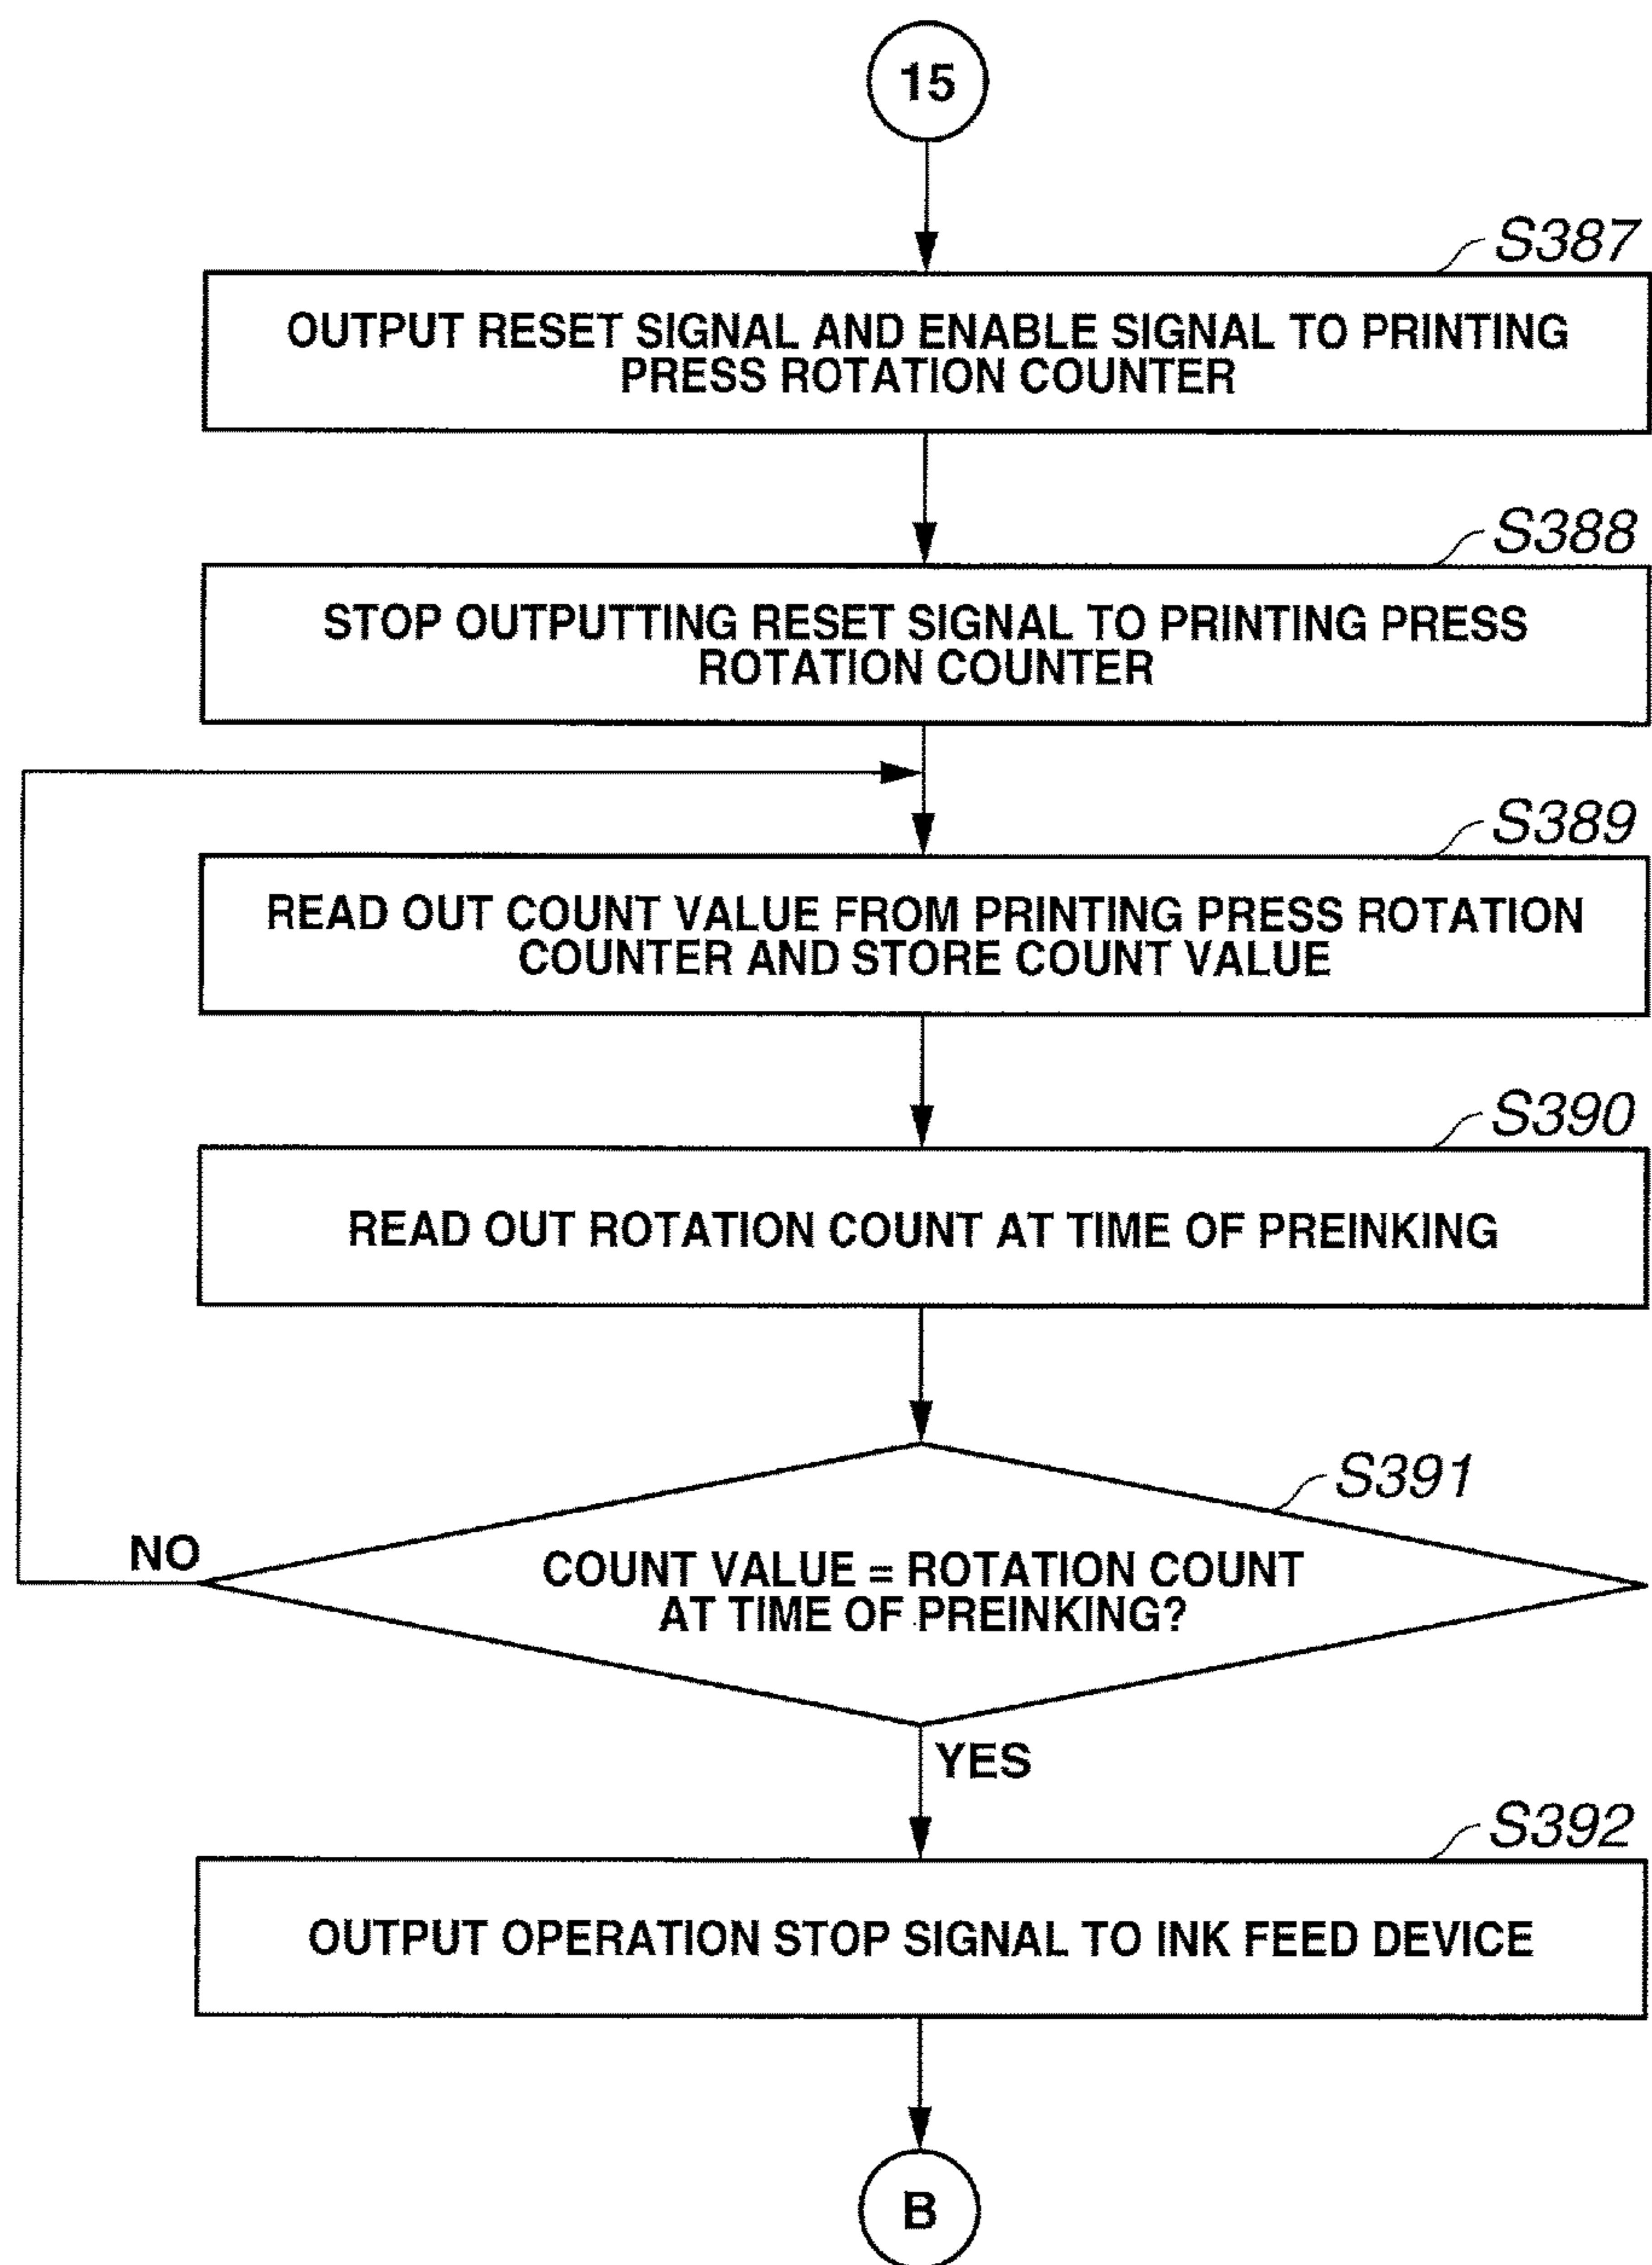 15
S387
OUTPUT RESET SIGNAL AND ENABLE SIGNAL TO PRINTING
PRESS ROTATION COUNTER
S388
STOP OUTPUTTING RESET SIGNAL TO PRINTING PRESS
ROTATION COUNTER
S389
READ OUT COUNT VALUE FROM PRINTING PRESS ROTATION
COUNTER AND STORE COUNT VALUE
S390
READ OUT ROTATION COUNT AT TIME OF PREINKING
S391
NO
COUNT VALUE = ROTATION COUNT
AT TIME OF PREINKING?
YES
S392
OUTPUT OPERATION STOP SIGNAL TO INK FEED DEVICE
B